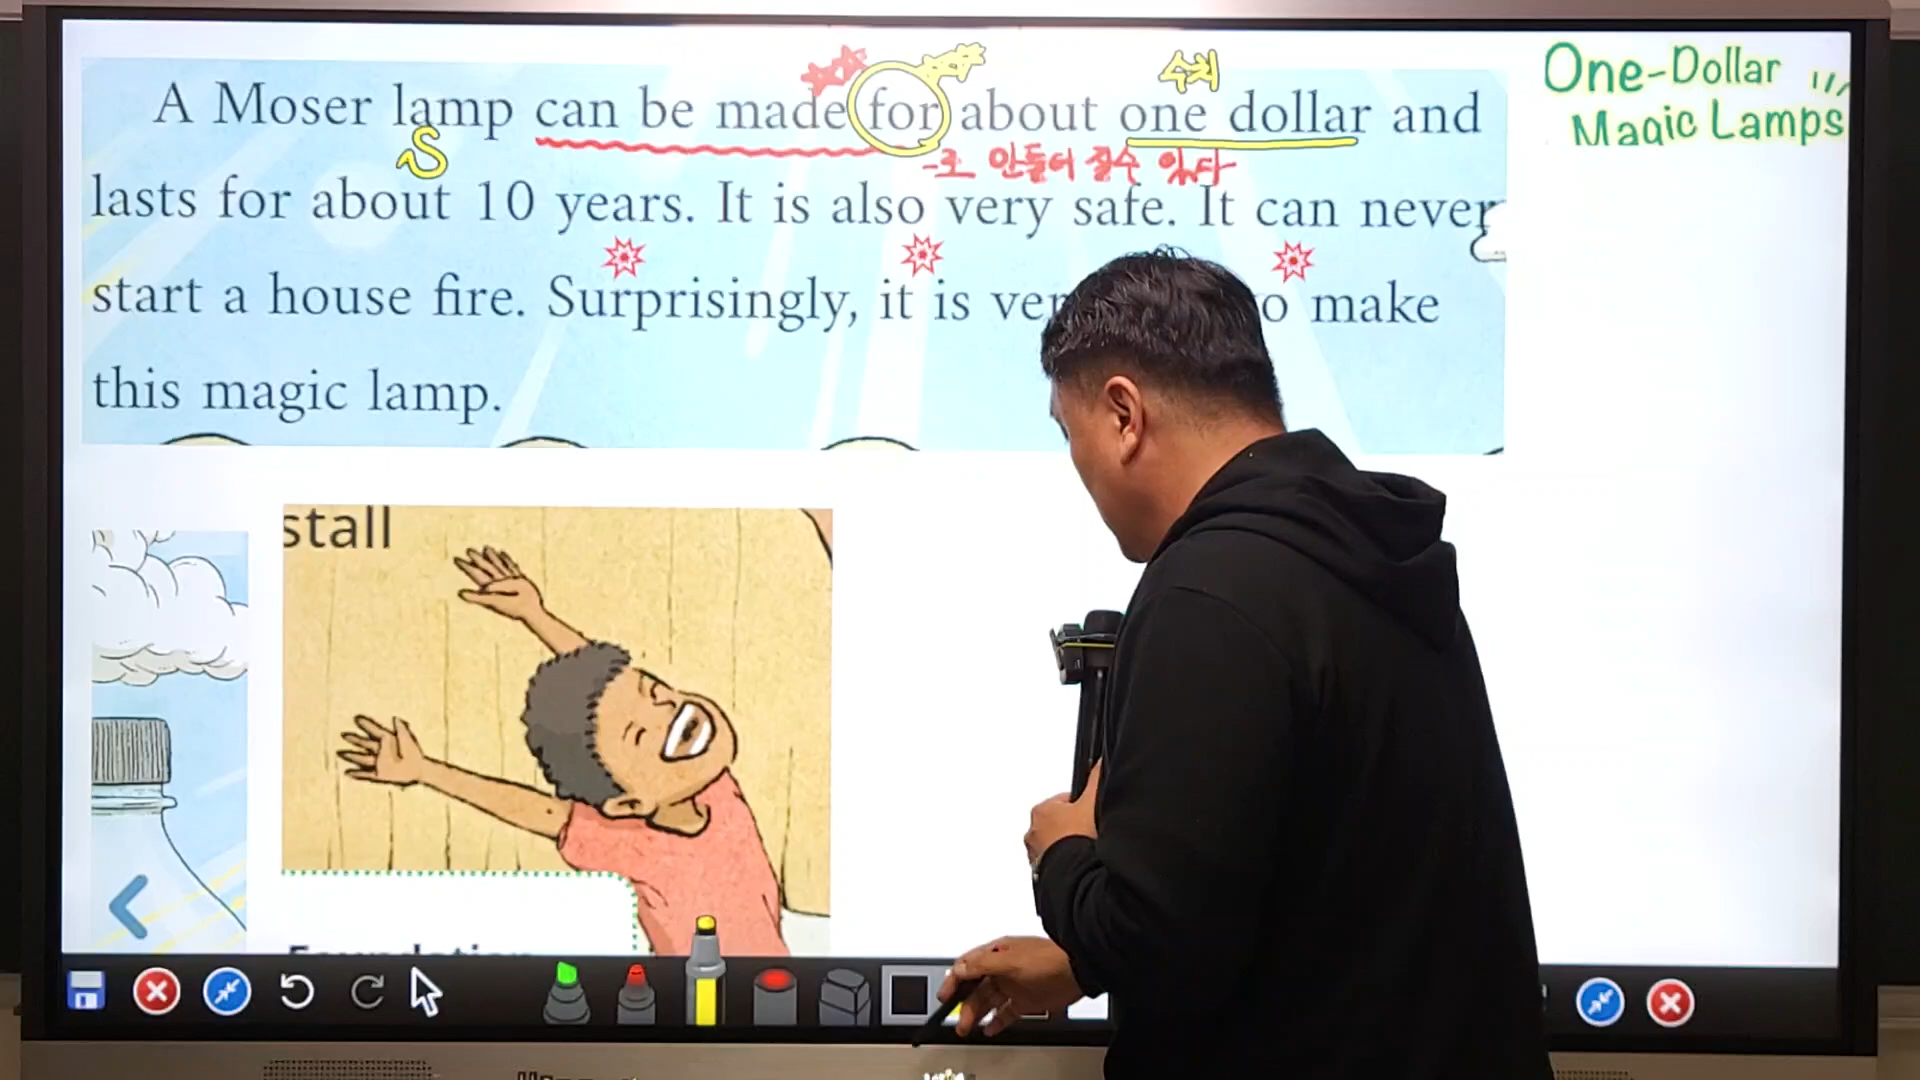 One-Dollar
Magic Lamps
수치
A Moser lamp can be made for about one dollar and
S
-로 만들어 질수 있다
lasts for about 10 years. It is also very safe. It can never
start a house fire. Surprisingly, it is make
this magic lamp.
stall